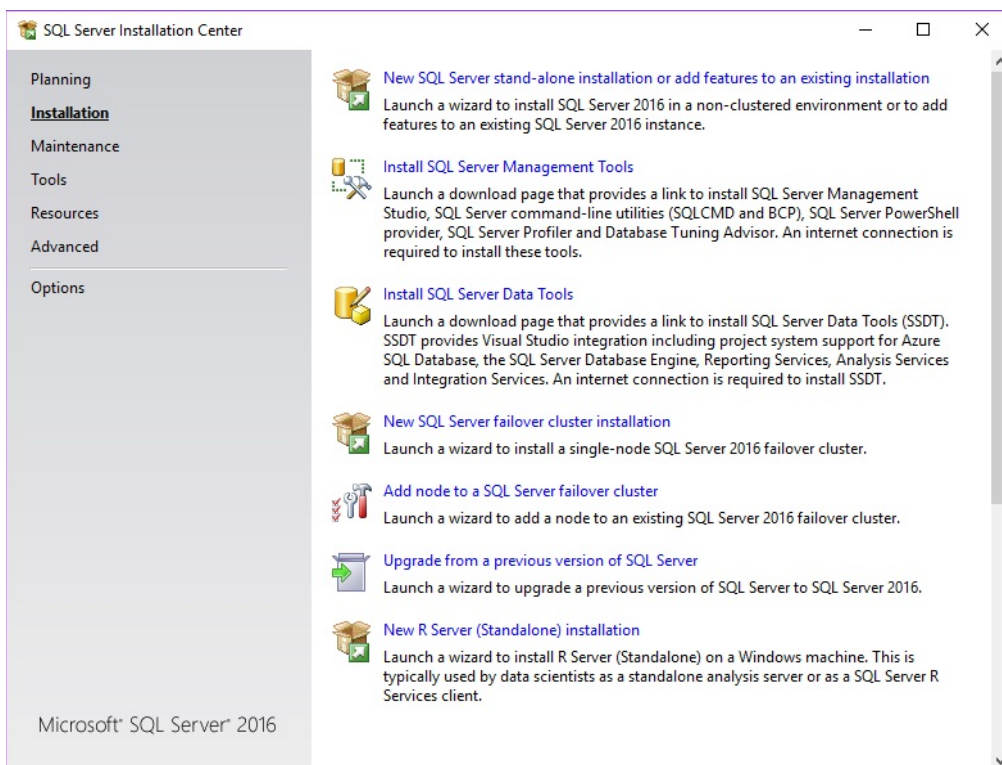 SQL Server Installation Center
Planning
Installation
Maintenance
Tools
Resources
Advanced
Options
New SQL Server stand-alone installation or add features to an existing installation
Launch a wizard to install SQL Server 2016 in a non-clustered environment or to add
features to an existing SQL Server 2016 instance.
Install SQL Server Management Tools
Launch a download page that provides a link to install SQL Server Management
Studio, SQL Server command-line utilities (SQLCMD and BCP), SQL Server PowerShell
provider, SQL Server Profiler and Database Tuning Advisor. An internet connection is
required to install these tools.
Install SQL Server Data Tools
Launch a download page that provides a link to install SQL Server Data Tools (SSDT).
SSDT provides Visual Studio integration including project system support for Azure
SQL Database, the SQL Server Database Engine, Reporting Services, Analysis Services
and Integration Services. An internet connection is required to install SSDT.
New SQL Server failover cluster installation
Launch a wizard to install a single-node SQL Server 2016 failover cluster.
Add node to a SQL Server failover cluster
Launch a wizard to add a node to an existing SQL Server 2016 failover cluster.
Upgrade from a previous version of SQL Server
Launch a wizard to upgrade a previous version of SQL Server to SQL Server 2016.
New R Server (Standalone) installation
Launch a wizard to install R Server (Standalone) on a Windows machine. This is
typically used by data scientists as a standalone analysis server or as a SQL Server R
Services client.
Microsoft® SQL Server® 2016